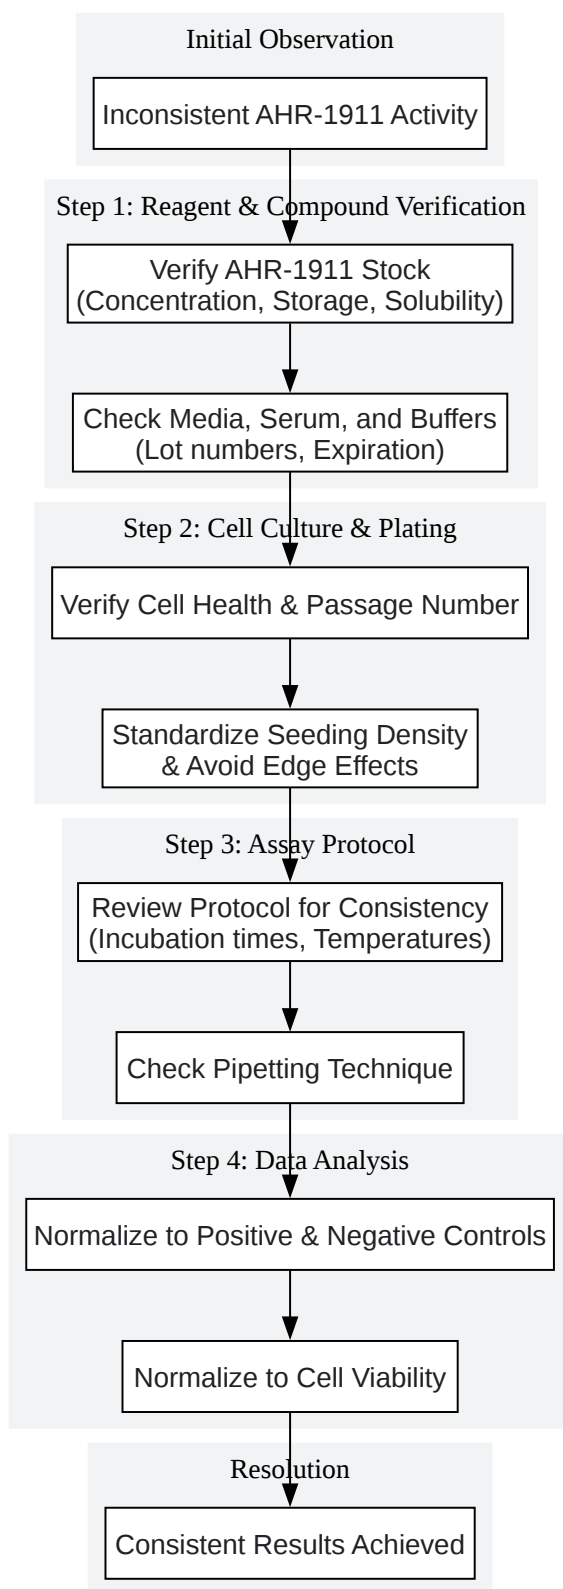 Initial Observation
Inconsistent AHR-1911 Activity
Step 1: Reagent & Compound Verification
Verify AHR-1911 Stock
(Concentration, Storage, Solubility)
Check Media, Serum, and Buffers
(Lot numbers, Expiration)
Step 2: Cell Culture & Plating
Verify Cell Health & Passage Number
Standardize Seeding Density
& Avoid Edge Effects
Step 3: Assay Protocol
Review Protocol for Consistency
(Incubation times, Temperatures)
Check Pipetting Technique
Step 4: Data Analysis
Normalize to Positive & Negative Controls
Normalize to Cell Viability
Resolution
Consistent Results Achieved